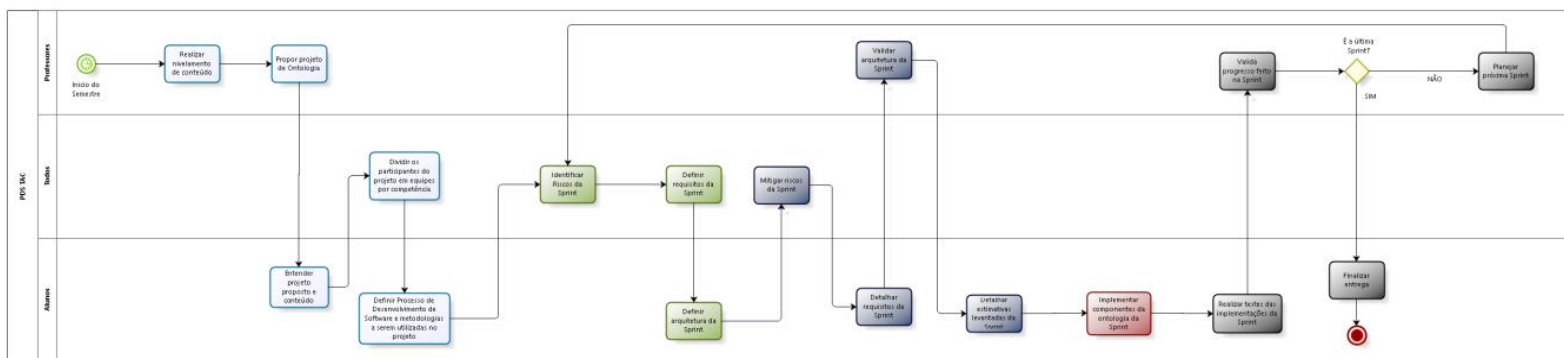 PDS TAC
Professores
Início do
Semestre
Realizar
nivelamento
de conteúdo
Propor projeto
de Ontologia
Validar
arquitetura da
Sprint
Valida
progresso feito
na Sprint
É a última
Sprint?
NÃO
SIM
Planejar
próxima Sprint
Todos
Dividir os
participantes do
projeto em equipes
por competência
Identificar
Riscos da
Sprint
Definir
requisitos da
Sprint
Mitigar riscos
da Sprint
Alunos
Entender
projeto
proposto e
conteúdo
Definir Processo de
Desenvolvimento de
Software e metodologias
a serem utilizadas no
projeto
Definir
arquitetura da
Sprint
Detalhar
requisitos da
Sprint
Detalhar
estimativas
levantadas da
Sprint
Implementar
componentes da
ontologia da
Sprint
Realizar testes das
implementações da
Sprint
Finalizar
entrega